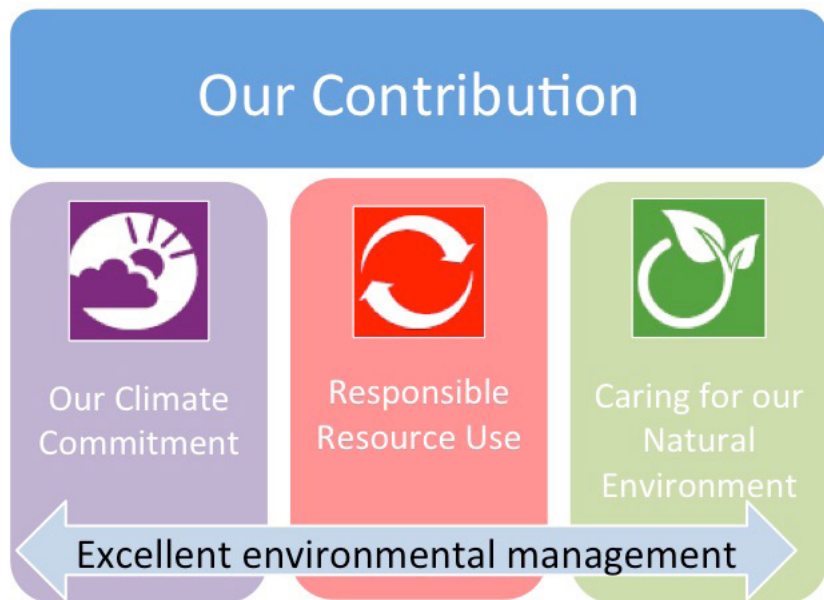 Our Contribution
Our Climate
Commitment
Responsible
Resource Use
Caring for our
Natural
Environment
Excellent environmental management